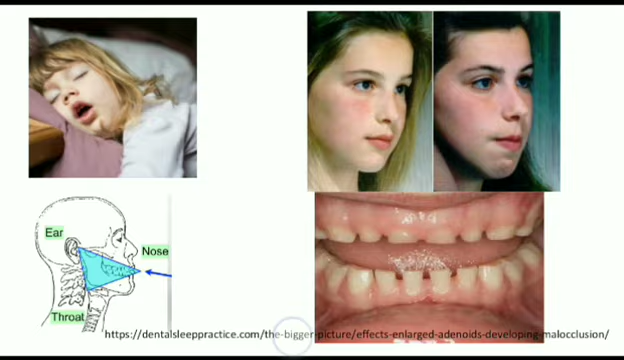 Ear
Nose
Throat
https://dentalsleeppractice.com/the-bigger-picture/effects-enlarged-adenoids-developing-malocclusion/